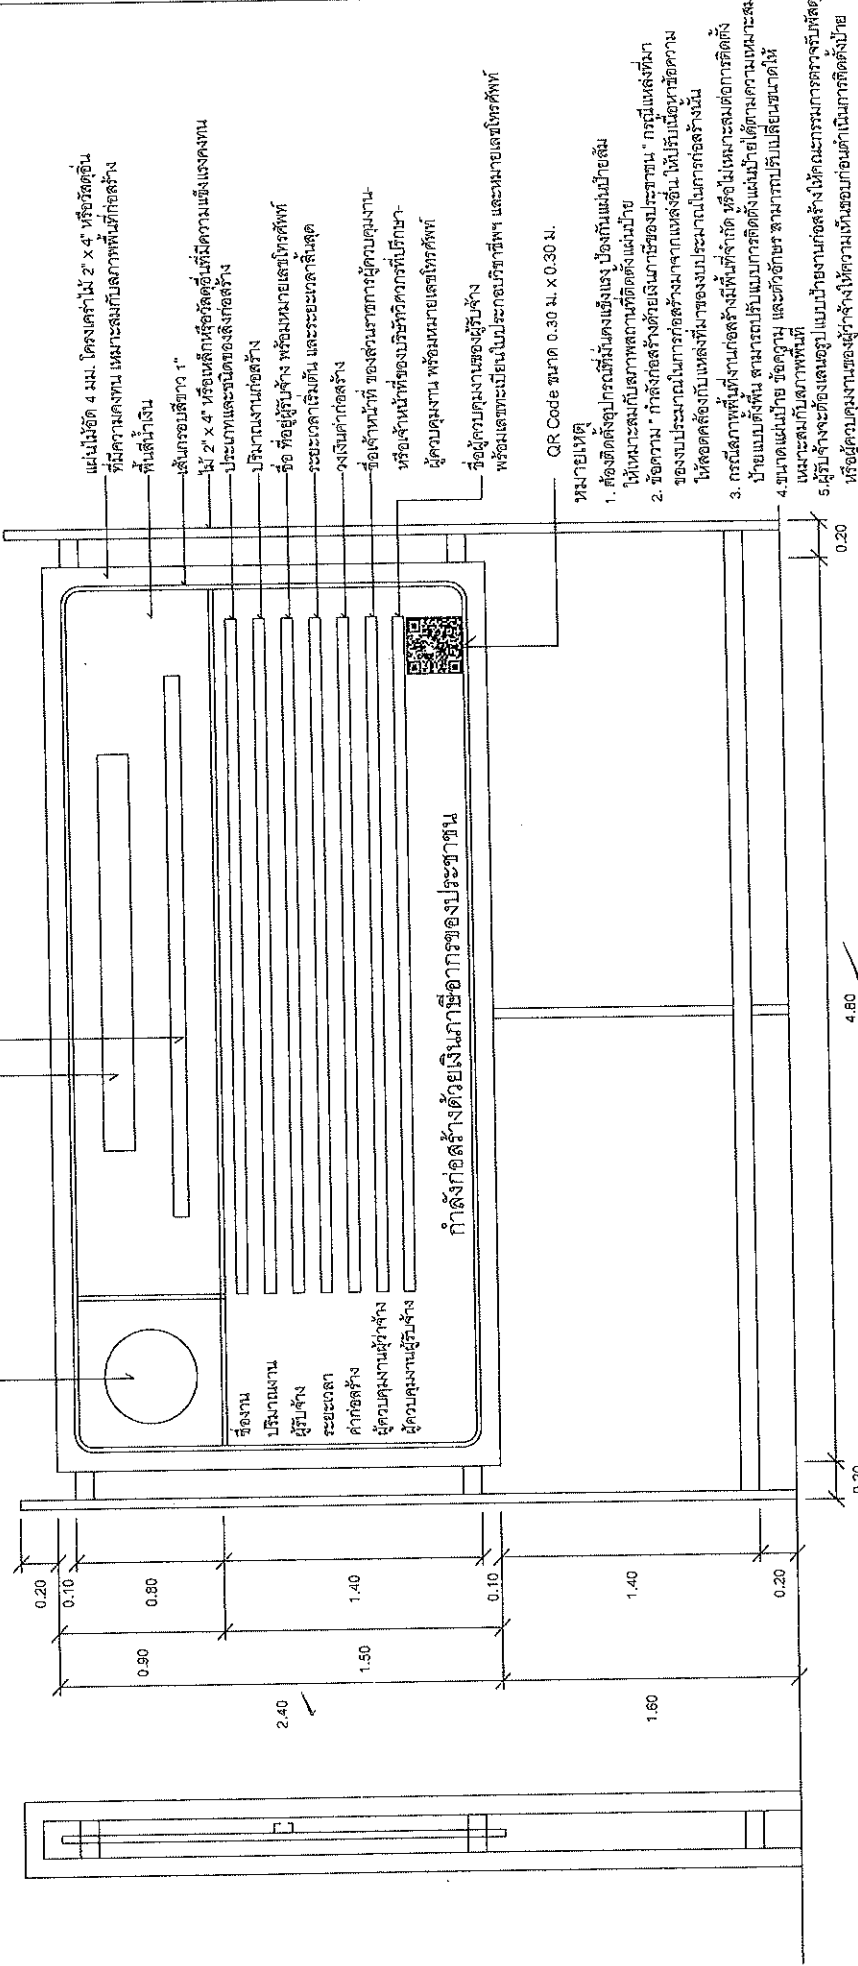 แผ่นไม้อัด 4 มม. โครงเคร่าไม้ 2" x 4" หรือวัสดุอื่น
ที่มีความคงทน เหมาะสมกับสภาพพื้นที่ก่อสร้าง
พื้นสีน้ำเงิน
เส้นกรอบสีขาว 1"
ไม้ 2" x 4" หรือเหล็กหรือวัสดุอื่นที่มีความแข็งแรงคงทน
ประเภทและชนิดของสิ่งก่อสร้าง
ปริมาณงานก่อสร้าง
ชื่อ ที่อยู่ผู้รับจ้าง พร้อมหมายเลขโทรศัพท์
ระยะเวลาเริ่มต้น และระยะเวลาสิ้นสุด
วงเงินค่าก่อสร้าง
ชื่อเจ้าหน้าที่ ของส่วนราชการผู้ควบคุมงาน-
หรือเจ้าหน้าที่ของบริษัทวิศวกรที่ปรึกษา-
ผู้ควบคุมงาน พร้อมหมายเลขโทรศัพท์
ชื่อผู้ควบคุมงานของผู้รับจ้าง
พร้อมเลขทะเบียนใบประกอบวิชาชีพฯ และหมายเลขโทรศัพท์
QR Code ขนาด 0.30 ม. x 0.30 ม.
ชื่องาน
ปริมาณงาน
ผู้รับจ้าง
ระยะเวลา
ค่าก่อสร้าง
ผู้ควบคุมงานผู้ว่าจ้าง
ผู้ควบคุมงานผู้รับจ้าง
กำลังก่อสร้างด้วยเงินภาษีอากรของประชาชน
หมายเหตุ
1. ต้องติดตั้งอุปกรณ์ที่มั่นคงแข็งแรง ป้องกันแผ่นป้ายล้ม
ให้เหมาะสมกับสภาพสถานที่ติดตั้งแผ่นป้าย
2. ข้อความ " กำลังก่อสร้างด้วยเงินภาษีของประชาชน " กรณีแหล่งที่มา
ของงบประมาณในการก่อสร้างมาจากแหล่งอื่น ให้ปรับเนื้อหาข้อความ
ให้สอดคล้องกับแหล่งที่มาของงบประมาณในการก่อสร้างนั้น
3. กรณีสภาพพื้นที่งานก่อสร้างมีพื้นที่จำกัด หรือไม่เหมาะสมต่อการติดตั้ง
ป้ายแบบตั้งพื้น สามารถปรับแบบการติดตั้งแผ่นป้ายได้ตามความเหมาะสม
4.ขนาดแผ่นป้าย ข้อความ และตัวอักษร สามารถปรับเปลี่ยนขนาดให้
เหมาะสมกับสภาพพื้นที่
5.ผู้รับจ้างจะต้องเสนอรูปแบบป้ายงานก่อสร้างให้คณะกรรมการตรวจรับพัสดุ
หรือผู้ควบคุมงานของผู้ว่าจ้างให้ความเห็นชอบก่อนดำเนินการติดตั้งป้าย
0.20
0.10
0.80
1.40
0.10
1.40
0.20
0.90
1.50
2.40
1.60
0.20
4.80
0.20